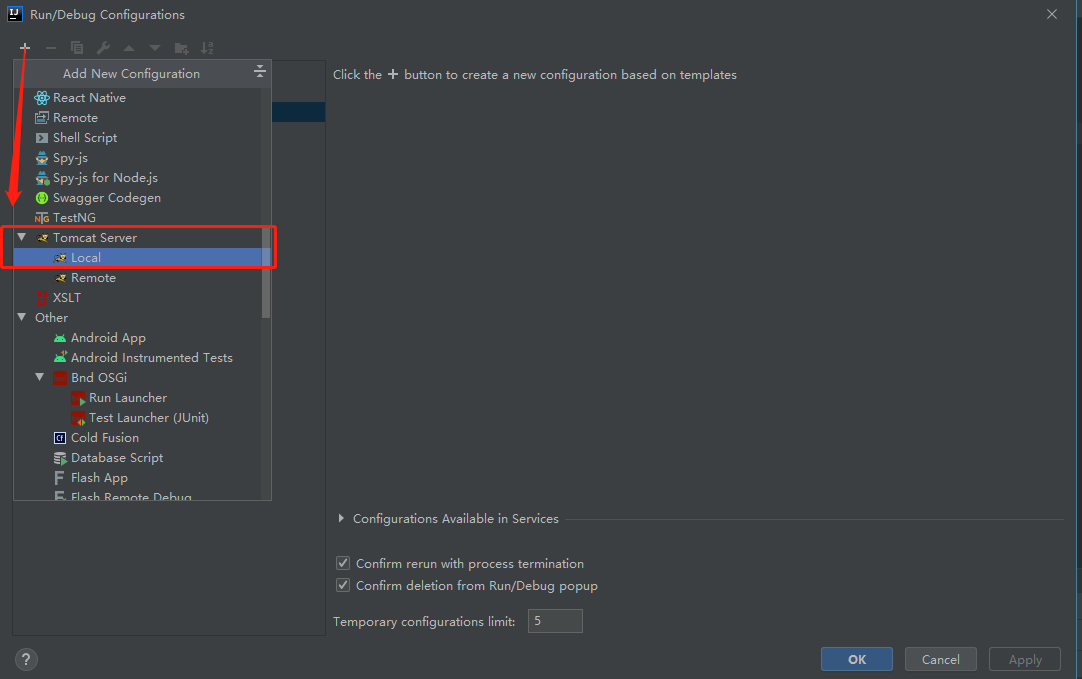 Run/Debug Configurations
Add New Configuration
Click the + button to create a new configuration based on templates
React Native
Remote
Shell Script
Spy-js
Spy-js for Node.js
Swagger Codegen
TestNG
Tomcat Server
Local
Remote
XSLT
Other
Android App
Android Instrumented Tests
Bnd OSGi
Run Launcher
Test Launcher (JUnit)
Cold Fusion
Database Script
Flash App
Flash Remote Debug
Configurations Available in Services
Confirm rerun with process termination
Confirm deletion from Run/Debug popup
Temporary configurations limit: 5
? OK Cancel Apply